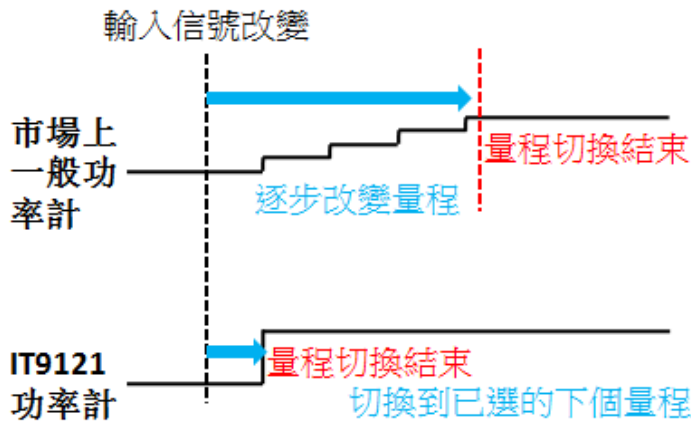 輸入信號改變
市場上
一般功
率計
量程切換結束
逐步改變量程
IT9121
功率計
量程切換結束
切換到已選的下個量程